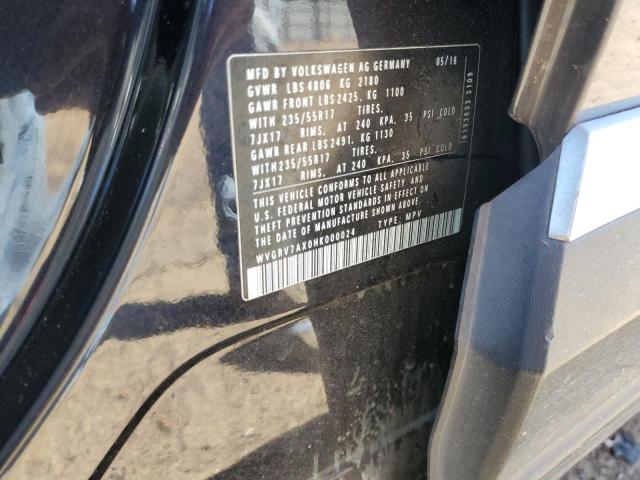 MFD BY VOLKSWAGEN AG GERMANY 05/16
GVWR LBS 4806 KG 2180
GAWR FRONT LBS 2425, KG 1100
WITH 235/55R17 TIRES.
7JX17 RIMS. AT 240 KPA. 35 PSI COLD
GAWR REAR LBS 2491. KG 1130
WITH 235/55R17 TIRES.
7JX17 RIMS. AT 240 KPA. 35 PSI COLD
THIS VEHICLE CONFORMS TO ALL APPLICABLE
U.S. FEDERAL MOTOR VEHICLE SAFETY AND
THEFT PREVENTION STANDARDS IN EFFECT ON
THE DATE OF MANUFACTURE SHOWN ABOVE.
WVGRV7AX0HK000024 TYPE: MPV